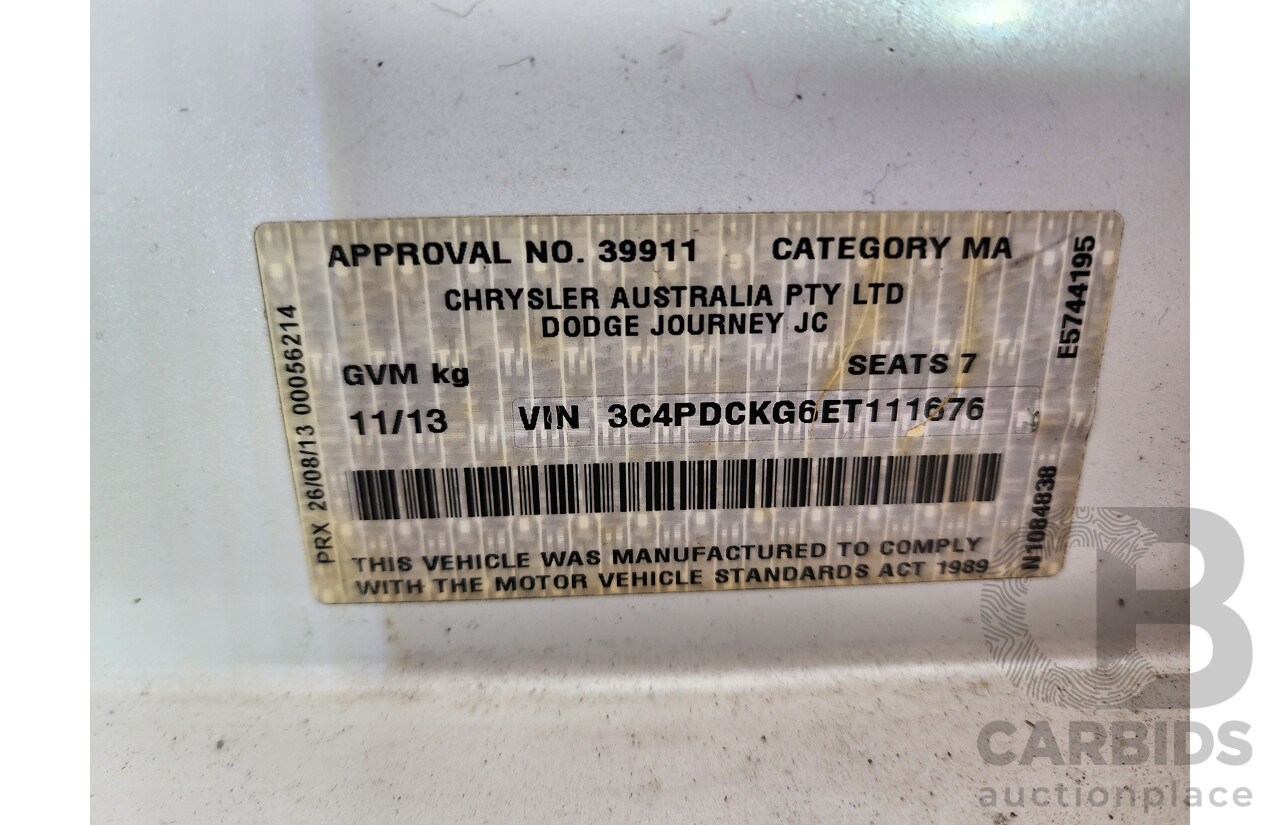 APPROVAL NO. 39911 CATEGORY MA
CHRYSLER AUSTRALIA PTY LTD
DODGE JOURNEY JC
GVM kg SEATS 7
11/13 VIN 3C4PDCKG6ET111676
THIS VEHICLE WAS MANUFACTURED TO COMPLY
WITH THE MOTOR VEHICLE STANDARDS ACT 1989
PRX 26/08/13 00056214
E5744195
N1084838
CB
CARBIDS
auctionplace